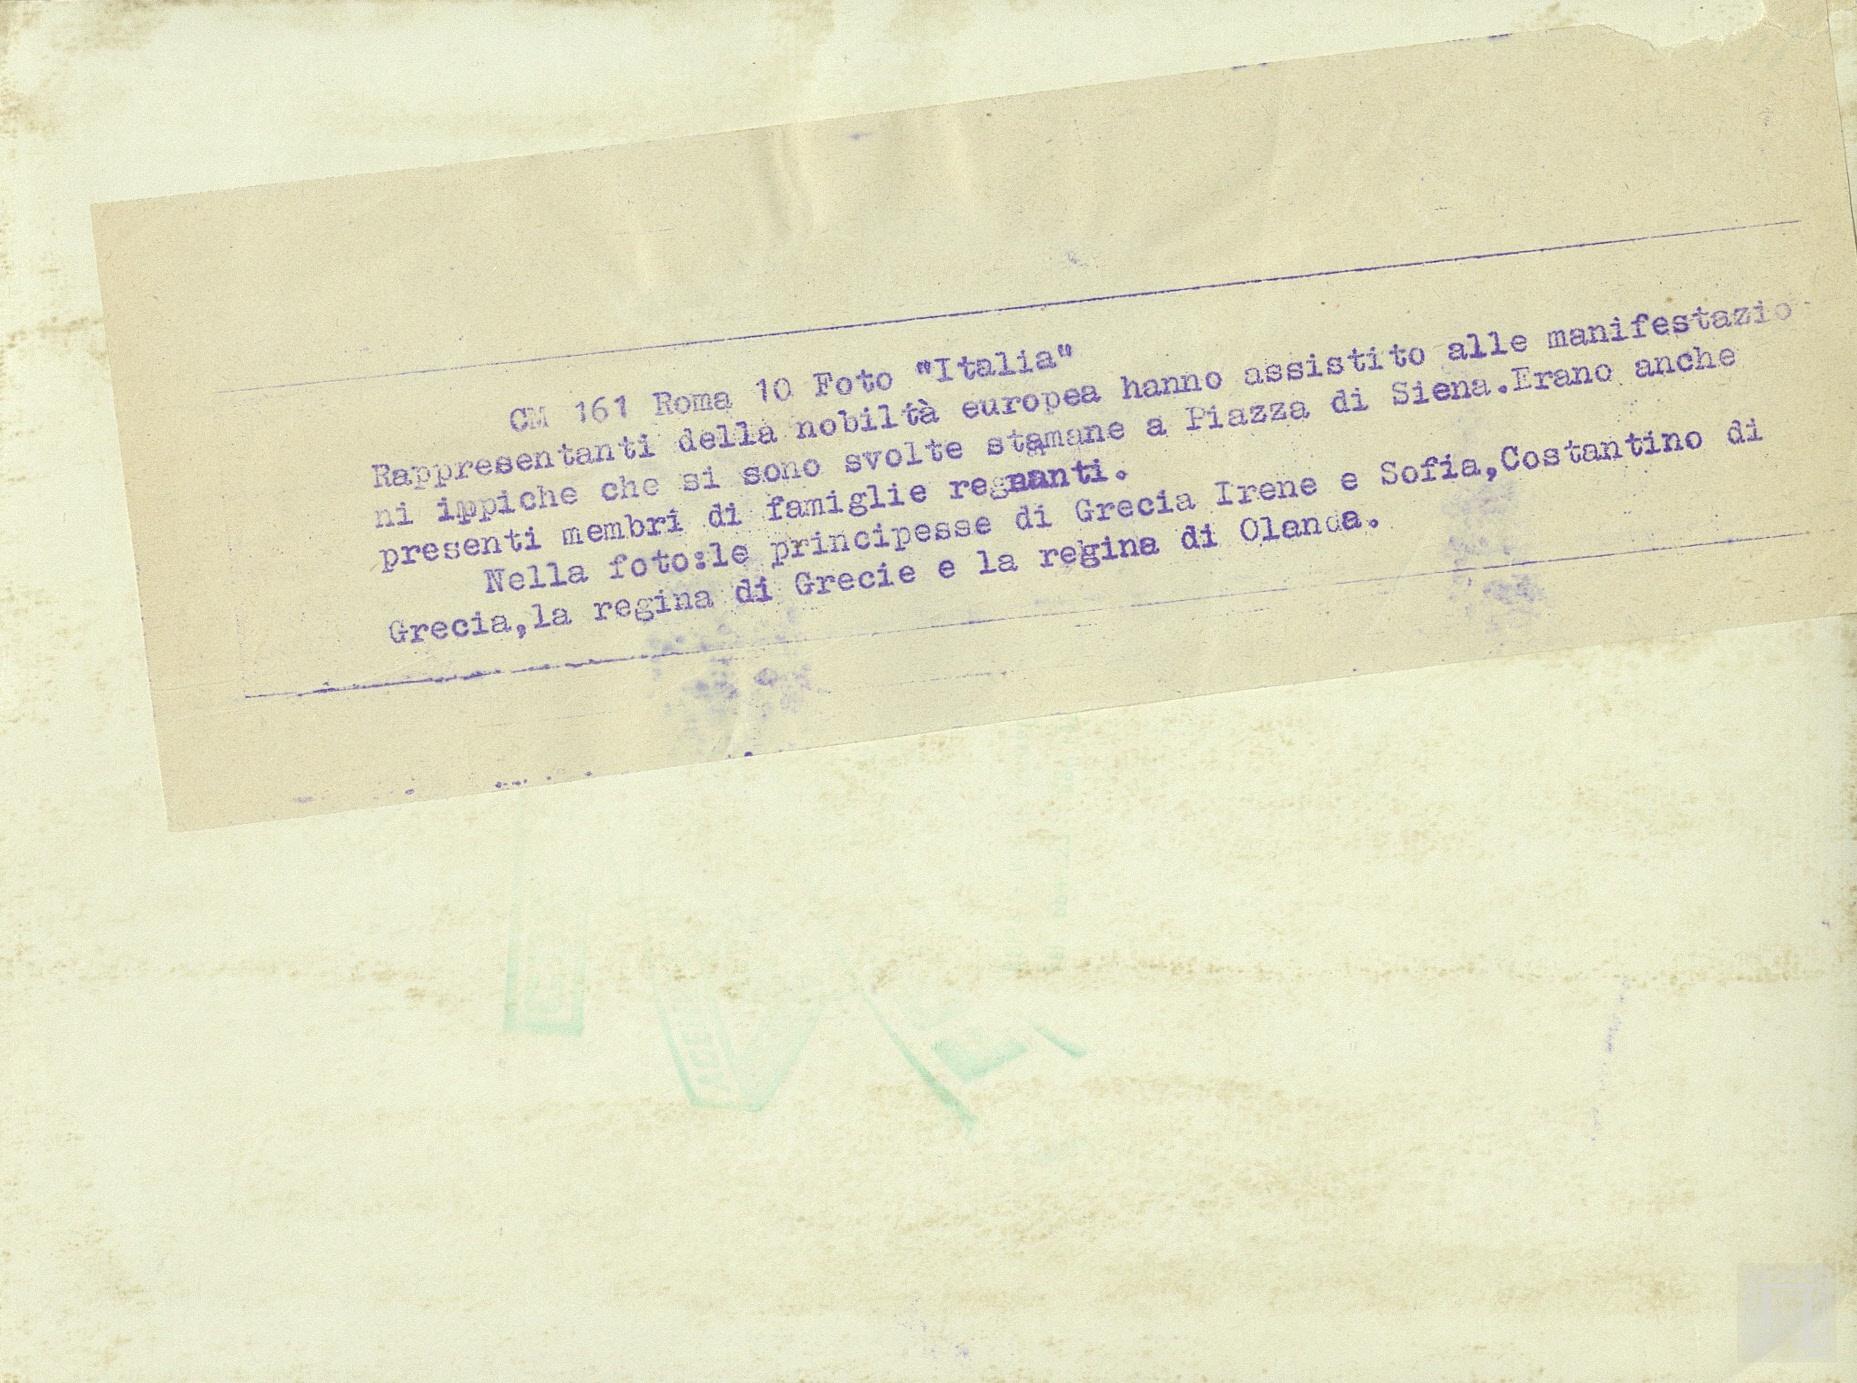 CM 161 Roma 10 Foto "Italia"
Rappresentanti della nobiltà europea hanno assistito alle manifestazio
ni ippiche che si sono svolte stamane a Piazza di Siena.Erano anche
presenti membri di famiglie regnanti.
Nella foto:le principesse di Grecia Irene e Sofia,Costantino di
Grecia,la regina di Grecie e la regina di Olanda.